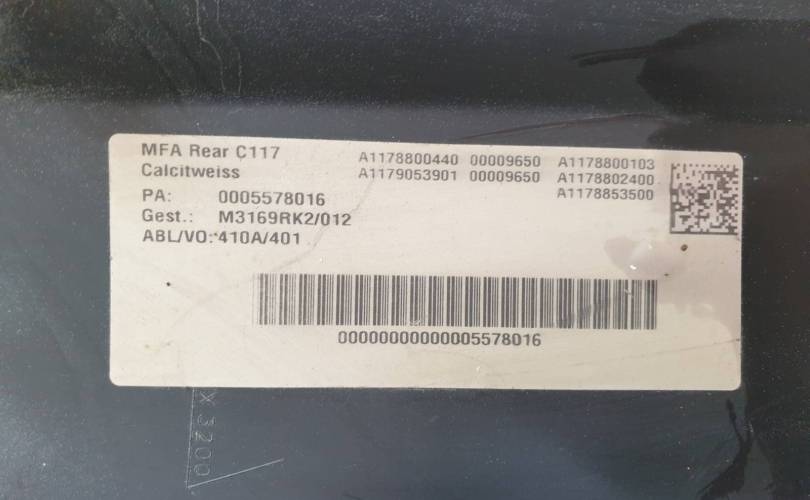 MFA Rear C117 A1178800440 00009650 A1178800103
Calcitweiss A1179053901 00009650 A1178802400
PA: 0005578016 A1178853500
Gest.: M3169RK2/012
ABL/VO: 410A/401
00000000000005578016
X 3200